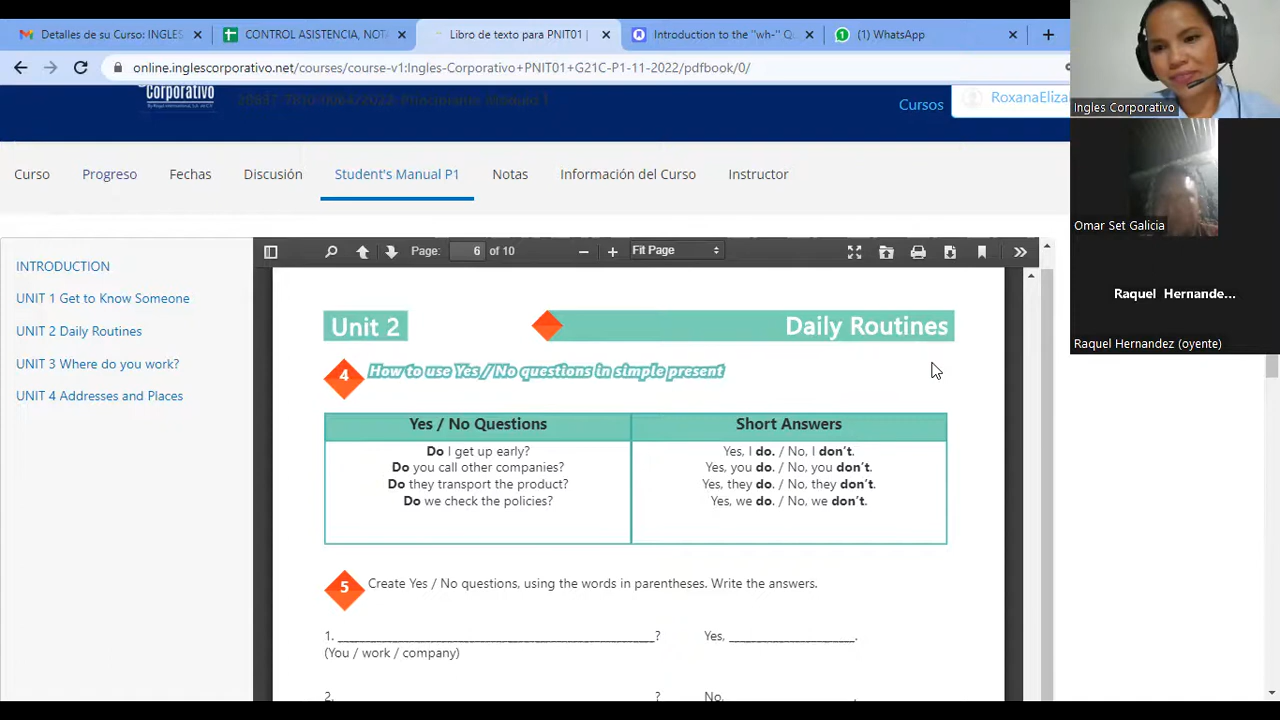 Detalles de su Curso: INGLES
CONTROL ASISTENCIA, NOT
Libro de texto para PNIT01 |
Introduction to the "wh-" Q
(1) WhatsApp
online.inglescorporativo.net/courses/course-v1:Ingles-Corporativo+PNIT01+G21C-P1-11-2022/pdfbook/0/
corporativo
Cursos
RoxanaEliza
Curso
Progreso
Fechas
Discusión
Student's Manual P1
Notas
Información del Curso
Instructor
INTRODUCTION
UNIT 1 Get to Know Someone
UNIT 2 Daily Routines
UNIT 3 Where do you work?
UNIT 4 Addresses and Places
Page: 6 of 10
Fit Page
Unit 2
Daily Routines
4 How to use Yes / No questions in simple present
Yes / No Questions
Short Answers
Do I get up early?
Yes, I do. / No, I don't.
Do you call other companies?
Yes, you do. / No, you don't.
Do they transport the product?
Yes, they do. / No, they don't.
Do we check the policies?
Yes, we do. / No, we don't.
5 Create Yes / No questions, using the words in parentheses. Write the answers.
1. ______________________________________________?
Yes, ___________________.
(You / work / company)
2. ?
No, .
Ingles Corporativo
Omar Set Galicia
Raquel Hernande...
Raquel Hernandez (oyente)